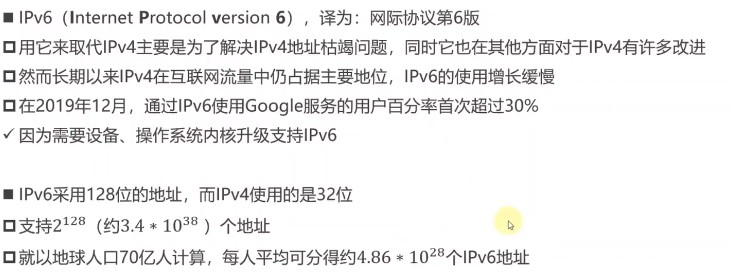 ■ IPv6（Internet Protocol version 6），译为：网际协议第6版
□ 用它来取代IPv4主要是为了解决IPv4地址枯竭问题，同时它也在其他方面对于IPv4有许多改进
□ 然而长期以来IPv4在互联网流量中仍占据主要地位，IPv6的使用增长缓慢
□ 在2019年12月，通过IPv6使用Google服务的用户百分率首次超过30%
✓ 因为需要设备、操作系统内核升级支持IPv6
■ IPv6采用128位的地址，而IPv4使用的是32位
□ 支持2¹²⁸（约3.4 * 10³⁸ ）个地址
□ 就以地球人口70亿人计算，每人平均可分得约4.86 * 10²⁸个IPv6地址